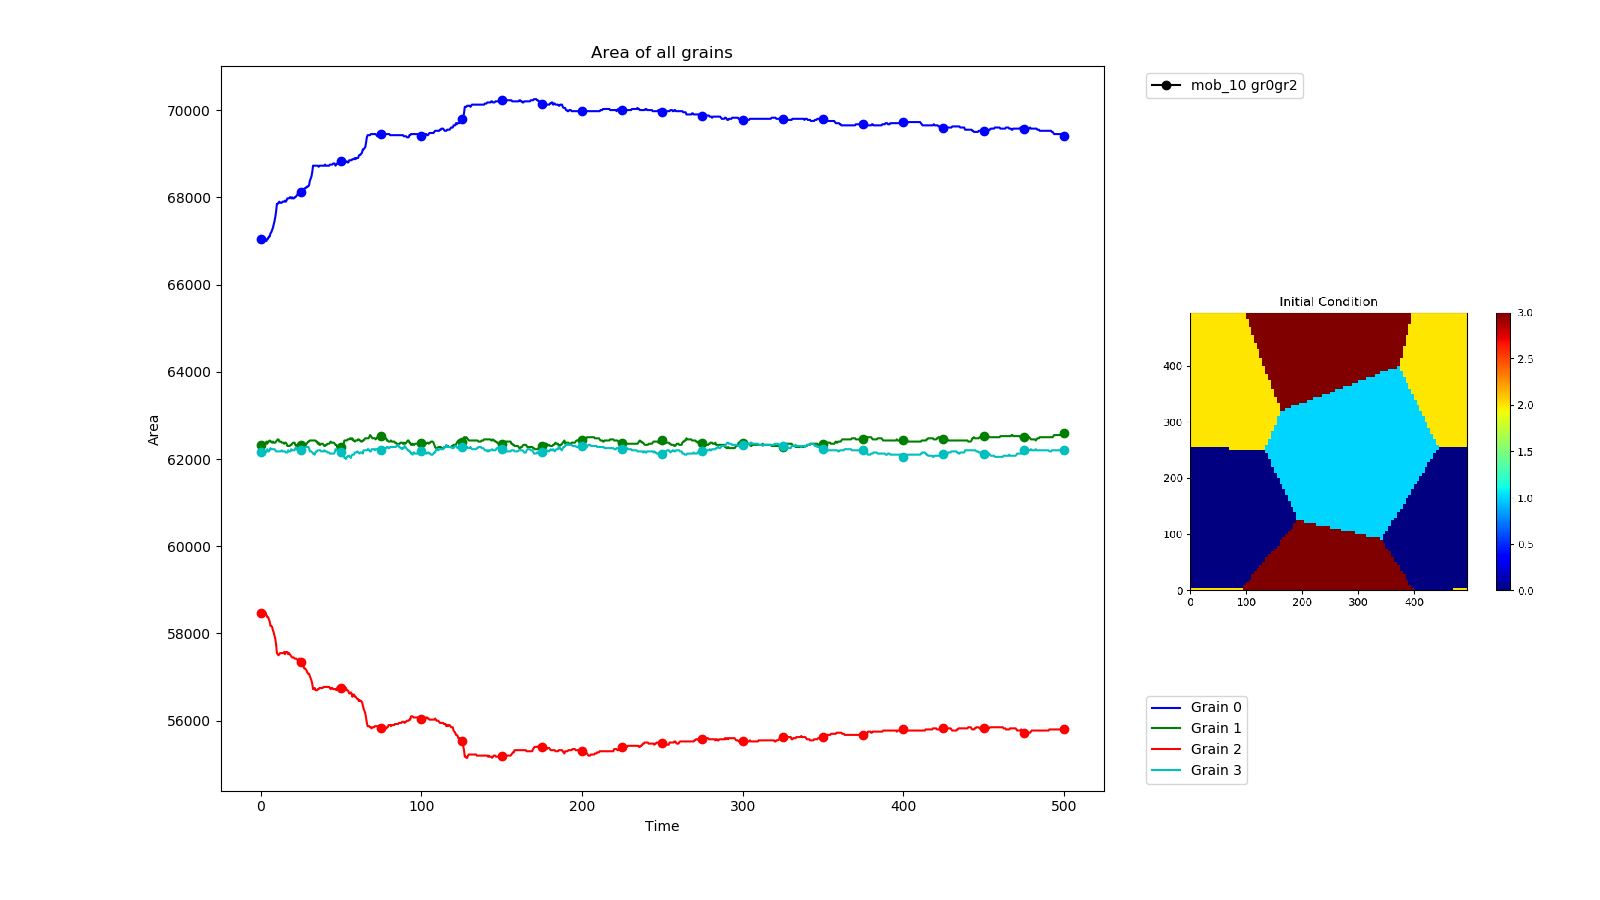 Area of all grains
mob_10 gr0gr2
70000
68000
66000
64000
62000
60000
58000
56000
Area
0 100 200 300 400 500
Time
Initial Condition
400
300
200
100
0
0 100 200 300 400
3.0
2.5
2.0
1.5
1.0
0.5
0.0
Grain 0
Grain 1
Grain 2
Grain 3